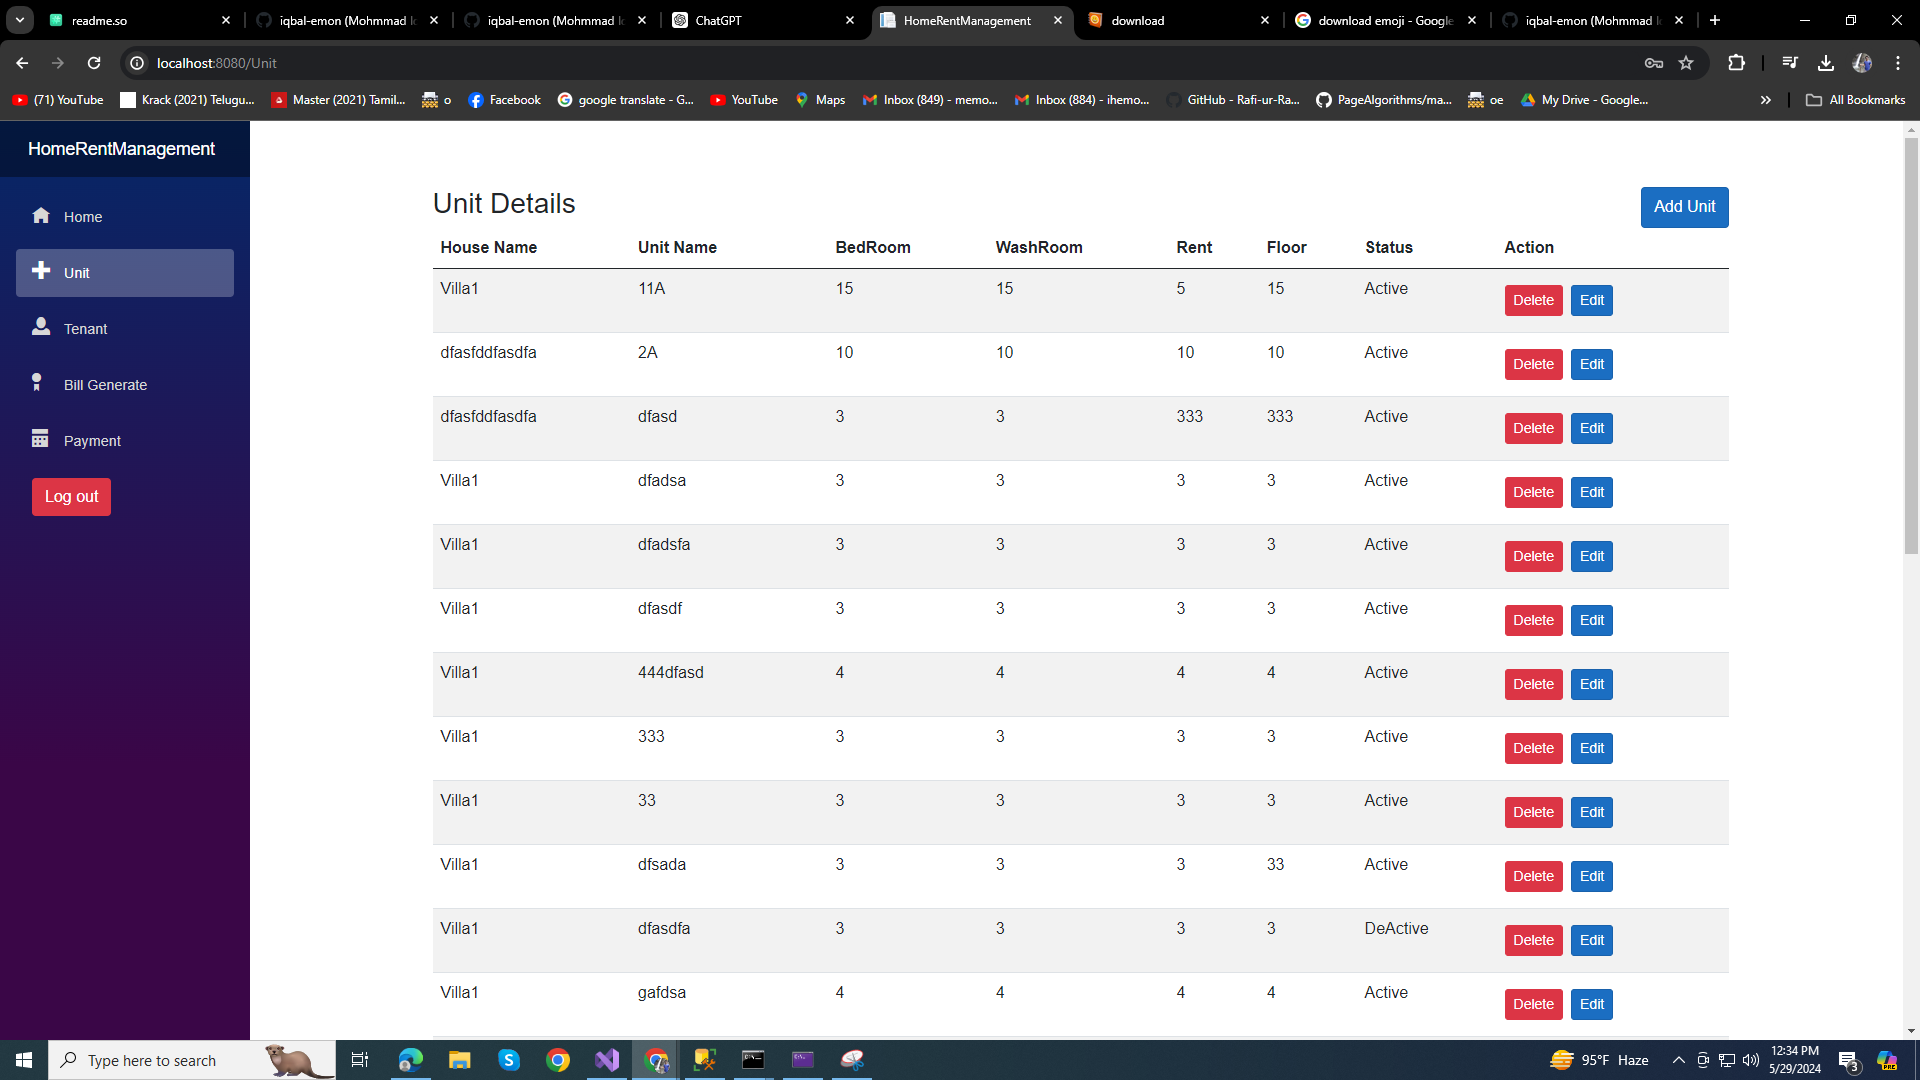 readme.so
iqbal-emon (Mohmmad Iq
iqbal-emon (Mohmmad Iq
ChatGPT
HomeRentManagement
download
download emoji - Google
iqbal-emon (Mohmmad Iq
localhost:8080/Unit
(71) YouTube
Krack (2021) Telugu...
Master (2021) Tamil...
o
Facebook
google translate - G...
YouTube
Maps
Inbox (849) - memo...
Inbox (884) - ihemo...
GitHub - Rafi-ur-Ra...
PageAlgorithms/ma...
oe
My Drive - Google...
All Bookmarks
HomeRentManagement
Home
Unit
Tenant
Bill Generate
Payment
Log out
Unit Details
Add Unit
House Name Unit Name BedRoom WashRoom Rent Floor Status Action
Villa1 11A 15 15 5 15 Active Delete Edit
dfasfddfasdfa 2A 10 10 10 10 Active Delete Edit
dfasfddfasdfa dfasd 3 3 333 333 Active Delete Edit
Villa1 dfadsa 3 3 3 3 Active Delete Edit
Villa1 dfadsfa 3 3 3 3 Active Delete Edit
Villa1 dfasdf 3 3 3 3 Active Delete Edit
Villa1 444dfasd 4 4 4 4 Active Delete Edit
Villa1 333 3 3 3 3 Active Delete Edit
Villa1 33 3 3 3 3 Active Delete Edit
Villa1 dfsada 3 3 3 33 Active Delete Edit
Villa1 dfasdfa 3 3 3 3 DeActive Delete Edit
Villa1 gafdsa 4 4 4 4 Active Delete Edit
Type here to search
95°F Haze
12:34 PM
5/29/2024
3